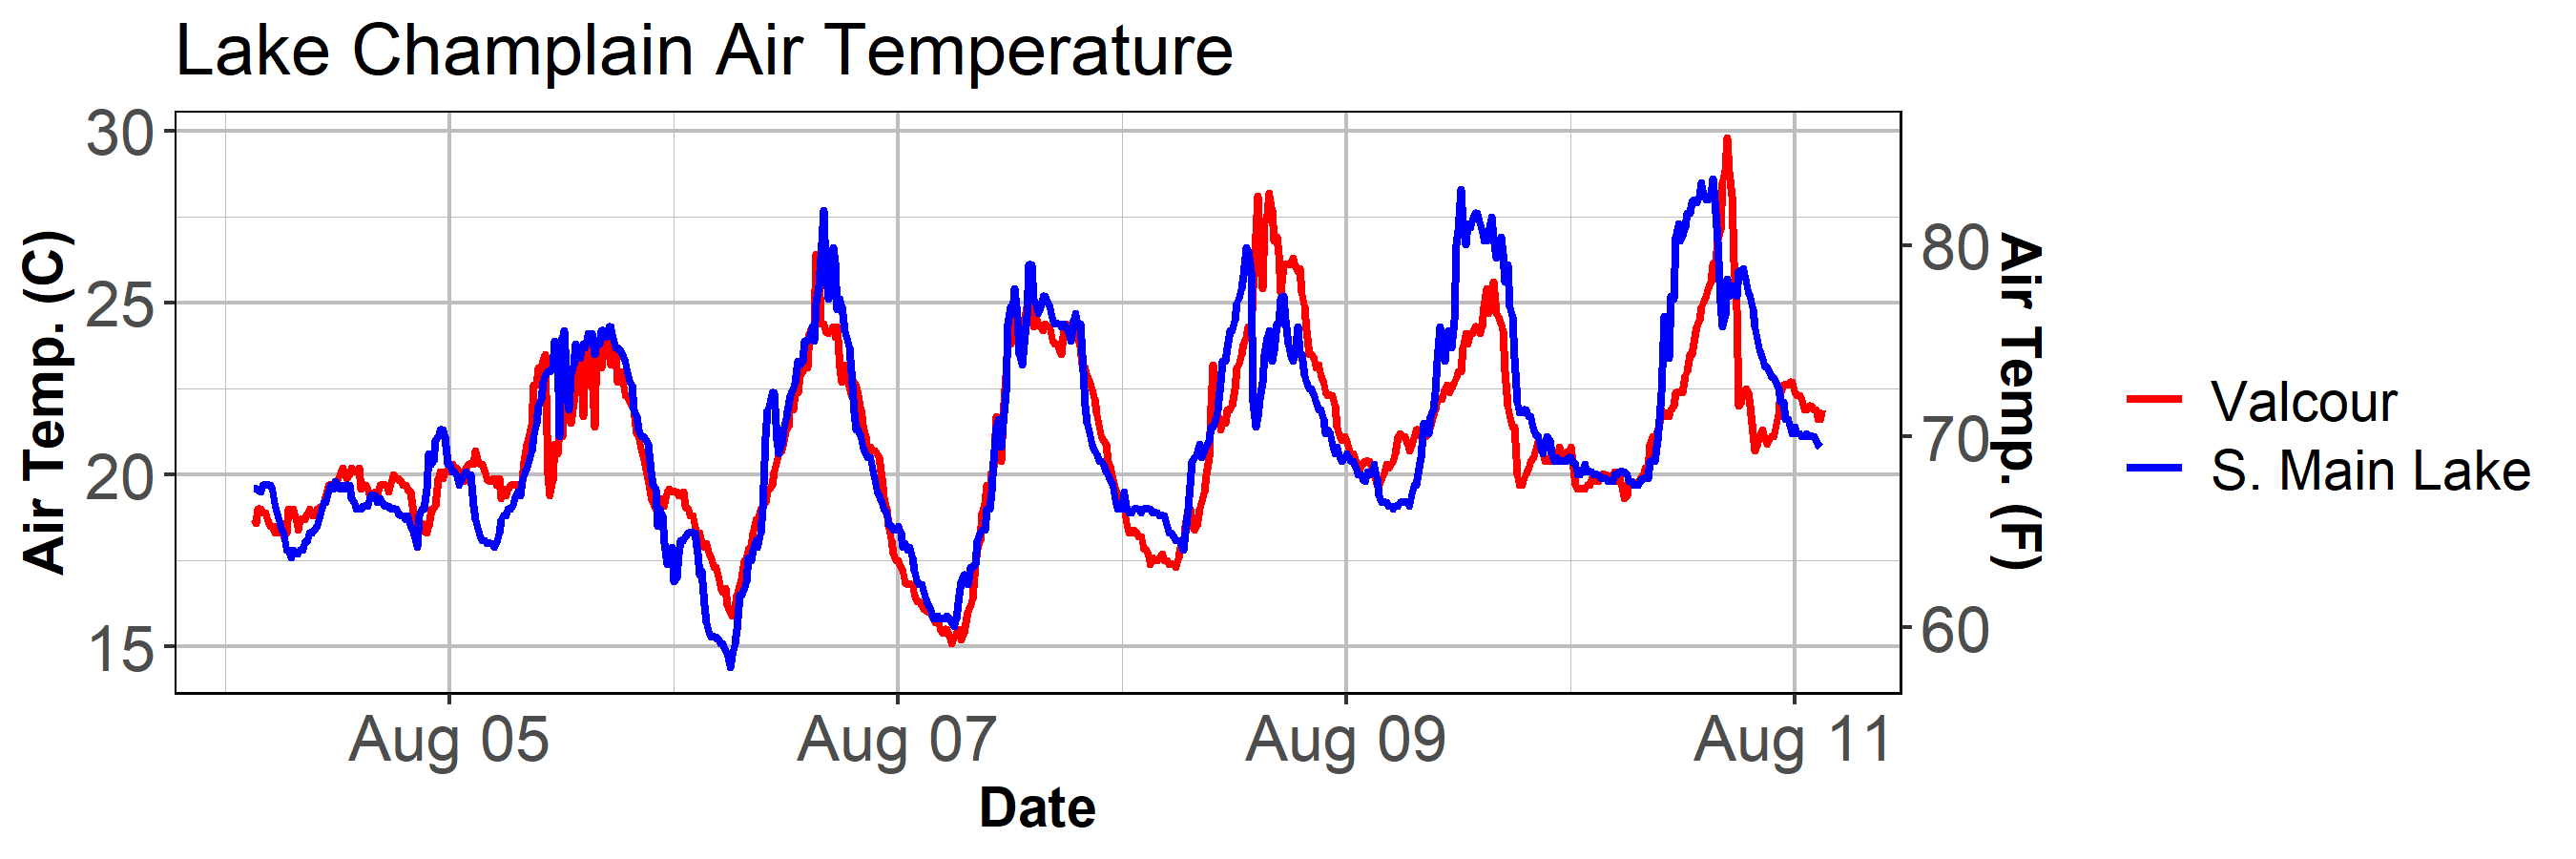 Lake Champlain Air Temperature
30
25
20
15
Air Temp. (C)
80
70
60
Air Temp. (F)
Aug 05
Aug 07
Aug 09
Aug 11
Date
Valcour
S. Main Lake